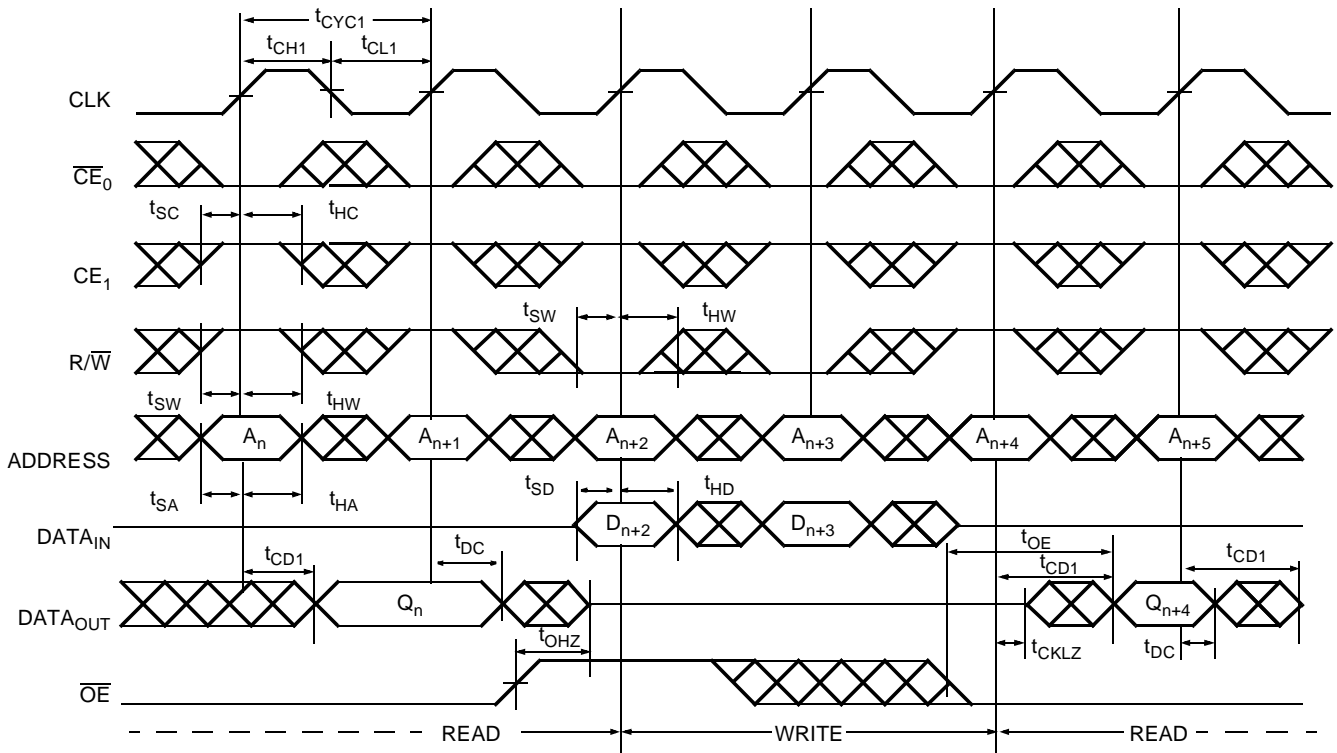 tCYC1
tCH1 tCL1
CLK
CE0
tSC tHC
CE1
tSW tHW
R/W
tSW tHW
An An+1 An+2 An+3 An+4 An+5
ADDRESS
tSA tHA tSD tHD
Dn+2 Dn+3
DATAIN
tCD1 tDC tOE
tCD1 tCD1
Qn Qn+4
DATAOUT
tOHZ tCKLZ tDC
OE
READ WRITE READ